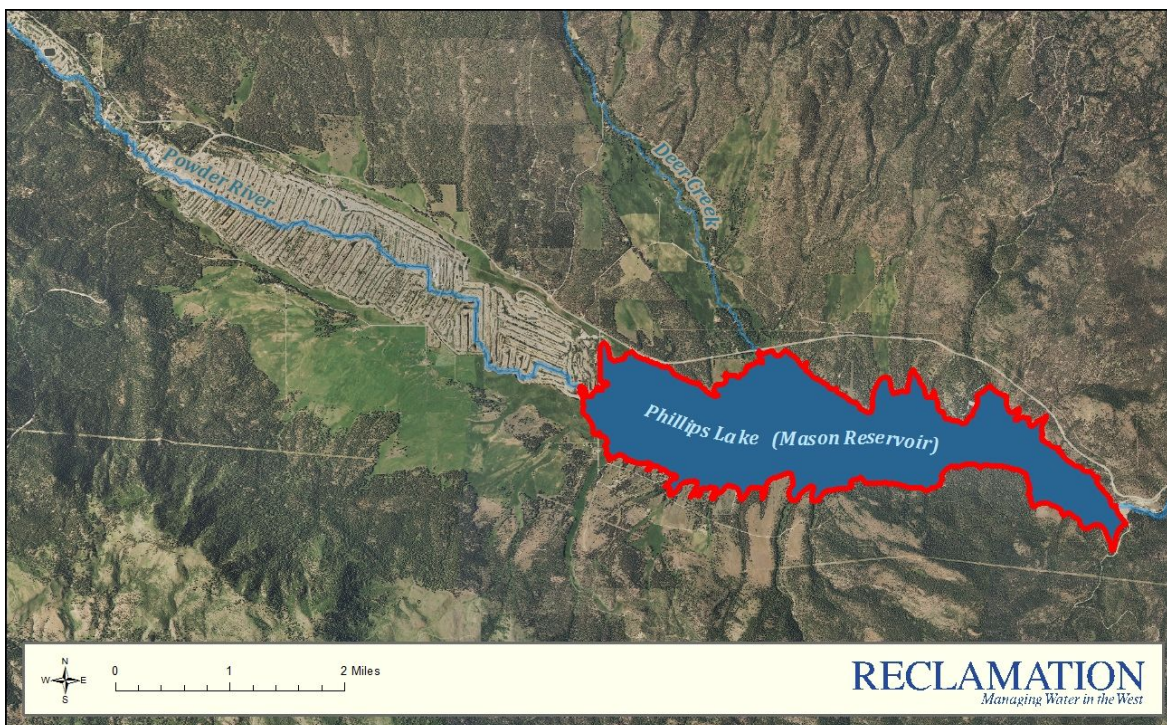 Powder River
Deer Creek
Phillips Lake (Mason Reservoir)
N
W E
S
0 1 2 Miles
RECLAMATION
Managing Water in the West